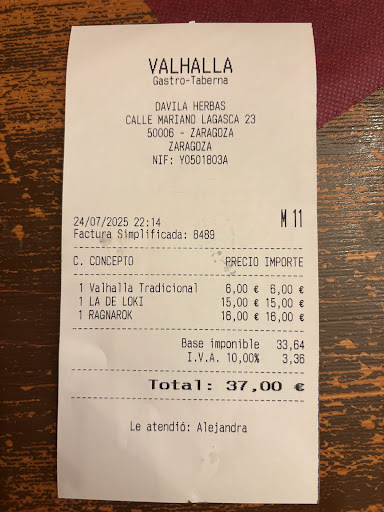 VALHALLA
Gastro-Taberna
DAVILA HERBAS
CALLE MARIANO LAGASCA 23
50006 - ZARAGOZA
ZARAGOZA
NIF: Y0501803A
M 11
24/07/2025 22:14
Factura Simplificada: 8489
C. CONCEPTO PRECIO IMPORTE
1 Valhalla Tradicional 6,00 € 6,00 €
1 LA DE LOKI 15,00 € 15,00 €
1 RAGNAROK 16,00 € 16,00 €
Base imponible 33,64
I.V.A. 10,00% 3,36
Total: 37,00 €
Le atendió: Alejandra